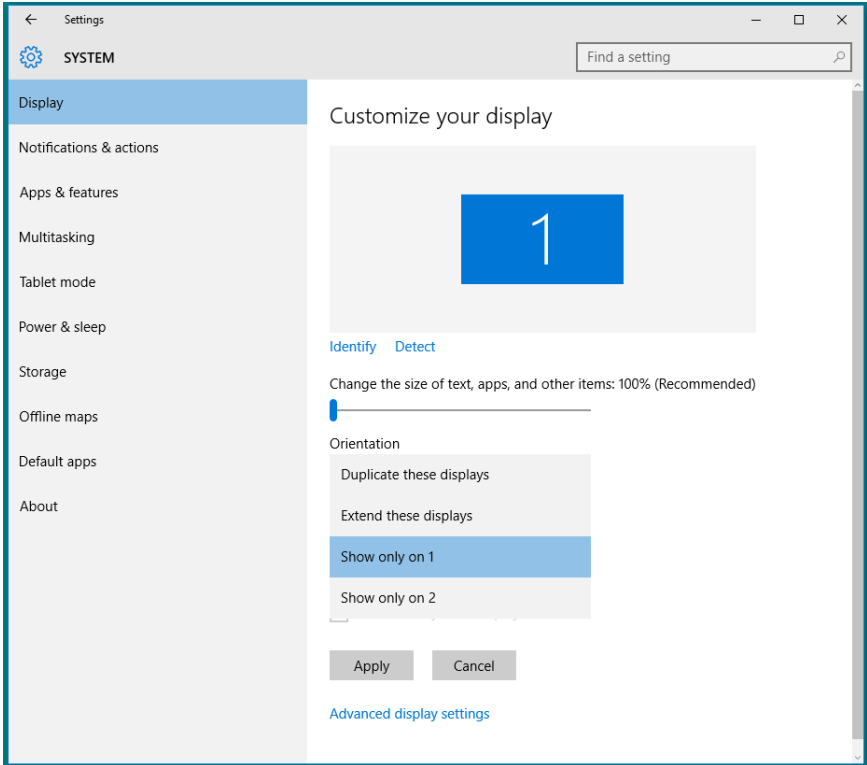 Settings
SYSTEM
Find a setting
Display
Notifications & actions
Apps & features
Multitasking
Tablet mode
Power & sleep
Storage
Offline maps
Default apps
About
Customize your display
1
Identify Detect
Change the size of text, apps, and other items: 100% (Recommended)
Orientation
Duplicate these displays
Extend these displays
Show only on 1
Show only on 2
Apply Cancel
Advanced display settings